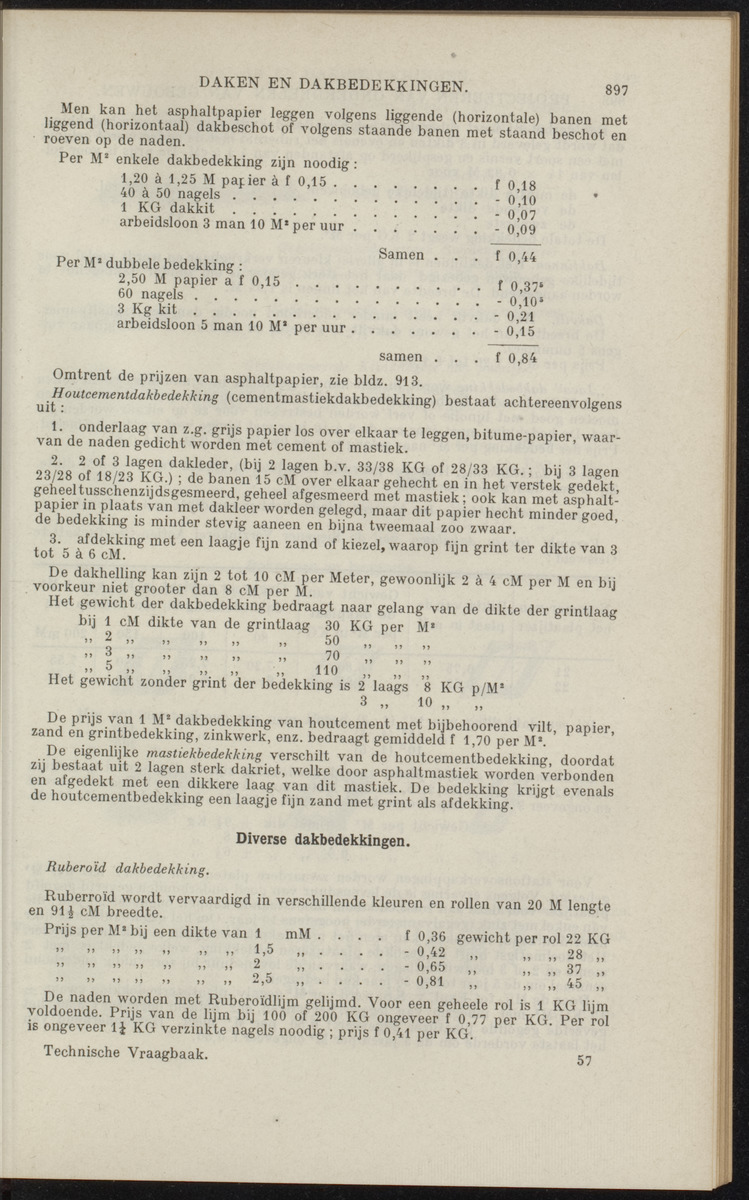 DAKEN EN DAKBEDEKKINGEN. 897
Men kan het asphaltpapier leggen volgens liggende (horizontale) banen met
liggend (horizontaal) dakbeschot of volgens staande banen met staand beschot en
roeven op de naden.
Per M² enkele dakbedekking zijn noodig :
1,20 à 1,25 M papier à f 0,15 . . . . . . . . f 0,18
40 à 50 nagels . . . . . . . . . . . . . - 0,10
1 KG dakkit . . . . . . . . . . . . . - 0,07
arbeidsloon 3 man 10 M² per uur . . . . . . . - 0,09
Samen . . . f 0,44
Per M² dubbele bedekking :
2,50 M papier a f 0,15 . . . . . . . . . . f 0,37⁵
60 nagels . . . . . . . . . . . . . . . - 0,10⁵
3 Kg kit . . . . . . . . . . . . . . . - 0,21
arbeidsloon 5 man 10 M² per uur . . . . . . . - 0,15
samen . . . f 0,84
Omtrent de prijzen van asphaltpapier, zie bldz. 913.
Houtcementdakbedekking (cementmastiekdakbedekking) bestaat achtereenvolgens
uit :
1. onderlaag van z.g. grijs papier los over elkaar te leggen, bitume-papier, waar-
van de naden gedicht worden met cement of mastiek.
2. 2 of 3 lagen dakleder, (bij 2 lagen b.v. 33/38 KG of 28/33 KG. ; bij 3 lagen
23/28 of 18/23 KG.) ; de banen 15 cM over elkaar gehecht en in het verstek gedekt,
geheel tusschenzijdsgesmeerd, geheel afgesmeerd met mastiek ; ook kan met asphalt-
papier in plaats van met dakleer worden gelegd, maar dit papier hecht minder goed,
de bedekking is minder stevig aaneen en bijna tweemaal zoo zwaar.
3. afdekking met een laagje fijn zand of kiezel, waarop fijn grint ter dikte van 3
tot 5 à 6 cM.
De dakhelling kan zijn 2 tot 10 cM per Meter, gewoonlijk 2 à 4 cM per M en bij
voorkeur niet grooter dan 8 cM per M.
Het gewicht der dakbedekking bedraagt naar gelang van de dikte der grintlaag
bij 1 cM dikte van de grintlaag 30 KG per M²
,, 2 ,, ,, ,, ,, ,, 50 ,, ,, ,,
,, 3 ,, ,, ,, ,, ,, 70 ,, ,, ,,
,, 5 ,, ,, ,, ,, ,, 110 ,, ,, ,,
Het gewicht zonder grint der bedekking is 2 laags 8 KG p/M²
3 ,, 10 ,, ,,
De prijs van 1 M² dakbedekking van houtcement met bijbehoorend vilt, papier,
zand en grintbedekking, zinkwerk, enz. bedraagt gemiddeld f 1,70 per M².
De eigenlijke mastiekbedekking verschilt van de houtcementbedekking, doordat
zij bestaat uit 2 lagen sterk dakriet, welke door asphaltmastiek worden verbonden
en afgedekt met een dikkere laag van dit mastiek. De bedekking krijgt evenals
de houtcementbedekking een laagje fijn zand met grint als afdekking.
Diverse dakbedekkingen.
Ruberoïd dakbedekking.
Ruberroïd wordt vervaardigd in verschillende kleuren en rollen van 20 M lengte
en 91½ cM breedte.
Prijs per M² bij een dikte van 1 mM . . . . f 0,36 gewicht per rol 22 KG
,, ,, ,, ,, ,, ,, ,, 1,5 ,, . . . . - 0,42 ,, ,, ,, 28 ,,
,, ,, ,, ,, ,, ,, ,, 2 ,, . . . . - 0,65 ,, ,, ,, 37 ,,
,, ,, ,, ,, ,, ,, ,, 2,5 ,, . . . . - 0,81 ,, ,, ,, 45 ,,
De naden worden met Ruberoïdlijm gelijmd. Voor een geheele rol is 1 KG lijm
voldoende. Prijs van de lijm bij 100 of 200 KG ongeveer f 0,77 per KG. Per rol
is ongeveer 1¼ KG verzinkte nagels noodig ; prijs f 0,41 per KG.
Technische Vraagbaak. 57